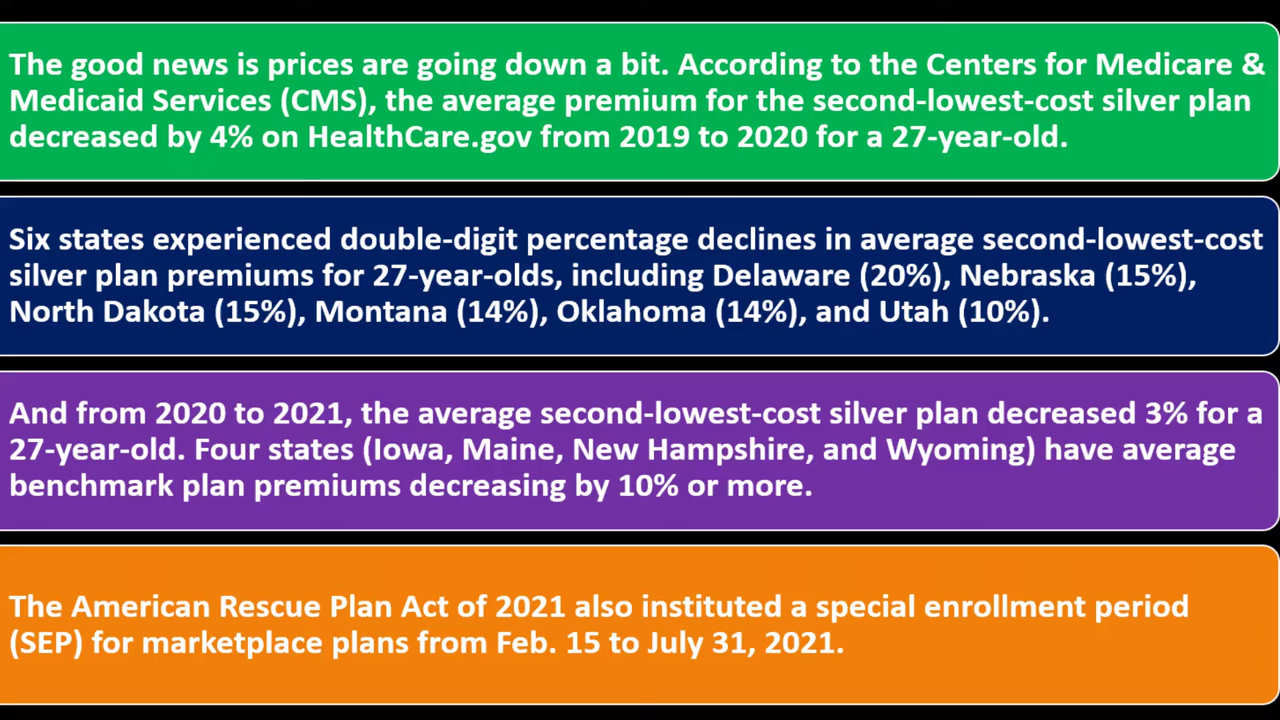 The good news is prices are going down a bit. According to the Centers for Medicare &
Medicaid Services (CMS), the average premium for the second-lowest-cost silver plan
decreased by 4% on HealthCare.gov from 2019 to 2020 for a 27-year-old.
Six states experienced double-digit percentage declines in average second-lowest-cost
silver plan premiums for 27-year-olds, including Delaware (20%), Nebraska (15%),
North Dakota (15%), Montana (14%), Oklahoma (14%), and Utah (10%).
And from 2020 to 2021, the average second-lowest-cost silver plan decreased 3% for a
27-year-old. Four states (Iowa, Maine, New Hampshire, and Wyoming) have average
benchmark plan premiums decreasing by 10% or more.
The American Rescue Plan Act of 2021 also instituted a special enrollment period
(SEP) for marketplace plans from Feb. 15 to July 31, 2021.